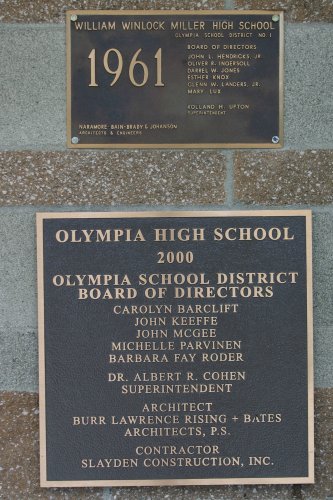 WILLIAM WINLOCK MILLER HIGH SCHOOL
OLYMPIA SCHOOL DISTRICT NO. 1
1961
BOARD OF DIRECTORS
JOHN L. HENDRICKS, JR.
OLIVER R. INGERSOLL
DARREL W. JONES
ESTHER KNOX
GLENN W. LANDERS, JR.
MARY LUX
ROLLAND H. UPTON
SUPERINTENDENT
NARAMORE·BAIN·BRADY & JOHANSON
ARCHITECTS & ENGINEERS
OLYMPIA HIGH SCHOOL
2000
OLYMPIA SCHOOL DISTRICT
BOARD OF DIRECTORS
CAROLYN BARCLIFT
JOHN KEEFFE
JOHN MCGEE
MICHELLE PARVINEN
BARBARA FAY RODER
DR. ALBERT R. COHEN
SUPERINTENDENT
ARCHITECT
BURR LAWRENCE RISING + BATES
ARCHITECTS, P.S.
CONTRACTOR
SLAYDEN CONSTRUCTION, INC.